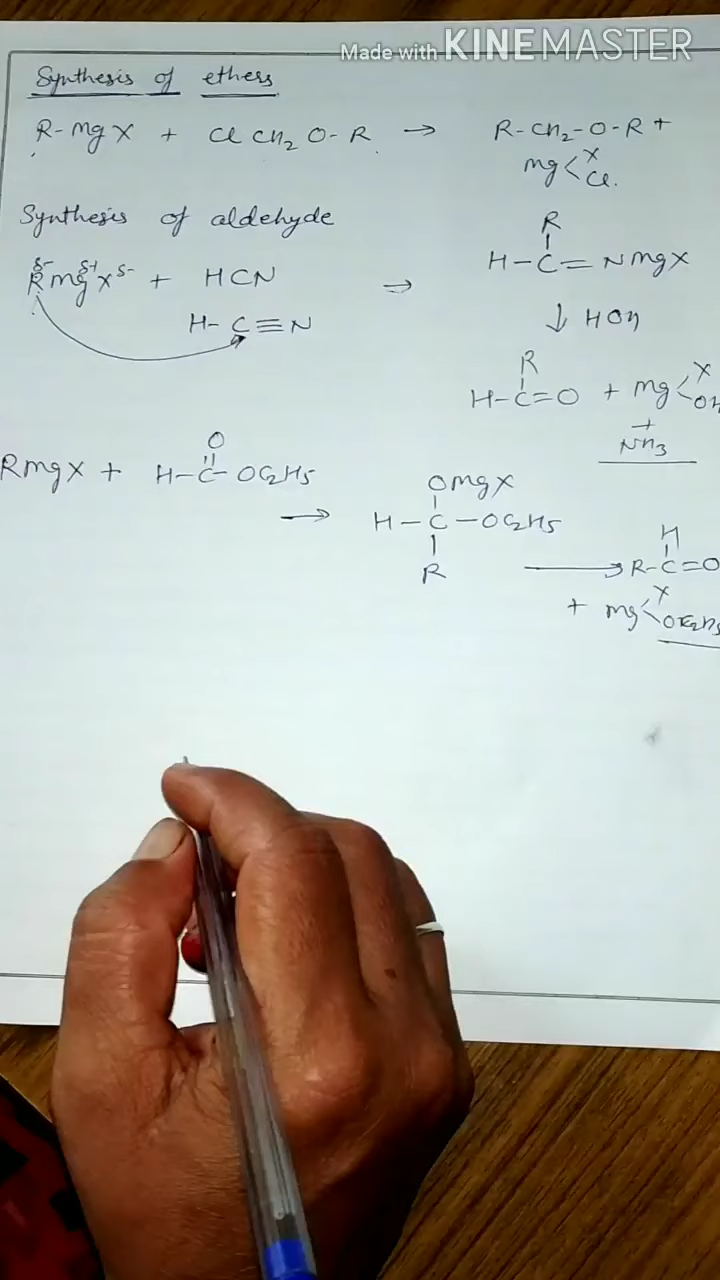 Made with KINEMASTER
Synthesis of ethers
R-mgX + ClCH2O-R → R-CH2-O-R +
mg<X Cl.
Synthesis of aldehyde
R
H-C=NmgX
δ- δ+ δ-
RmgX + HCN →
H-C≡N
↓ HOH
R
H-C=O + mg<X OH
+
NH3
O
RmgX + H-C-OC2H5
→
OmgX
H-C-OC2H5
R
H
→ R-C=O
+ mg<X OC2H5